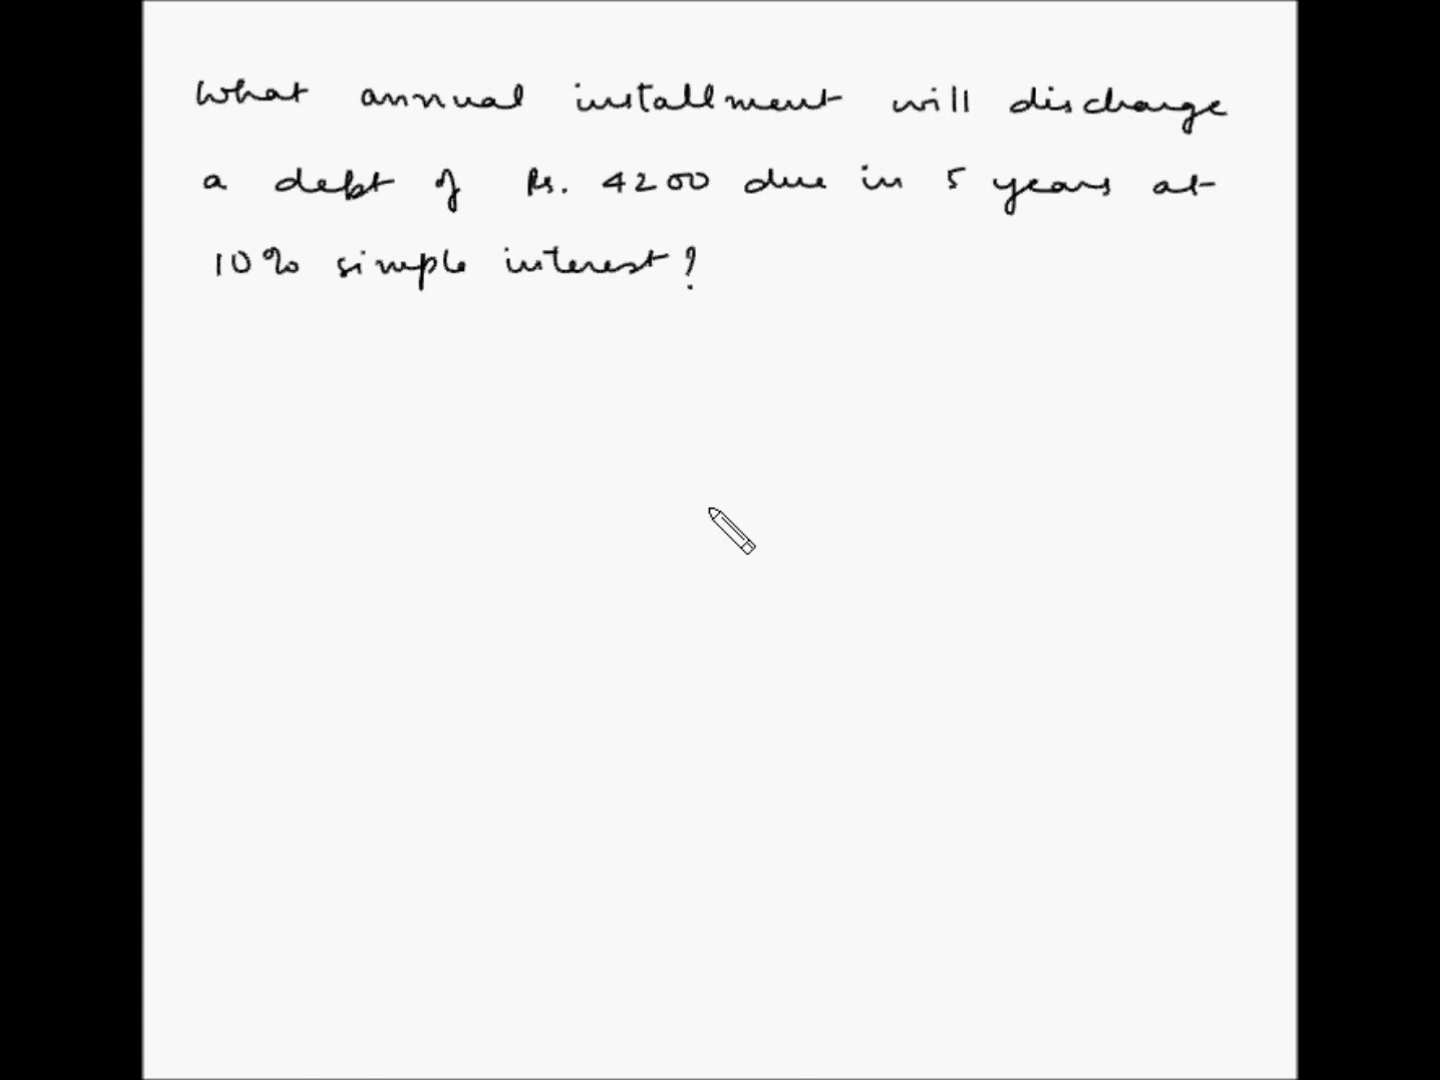 What annual installment will discharge
a debt of Rs. 4200 due in 5 years at
10% simple interest?